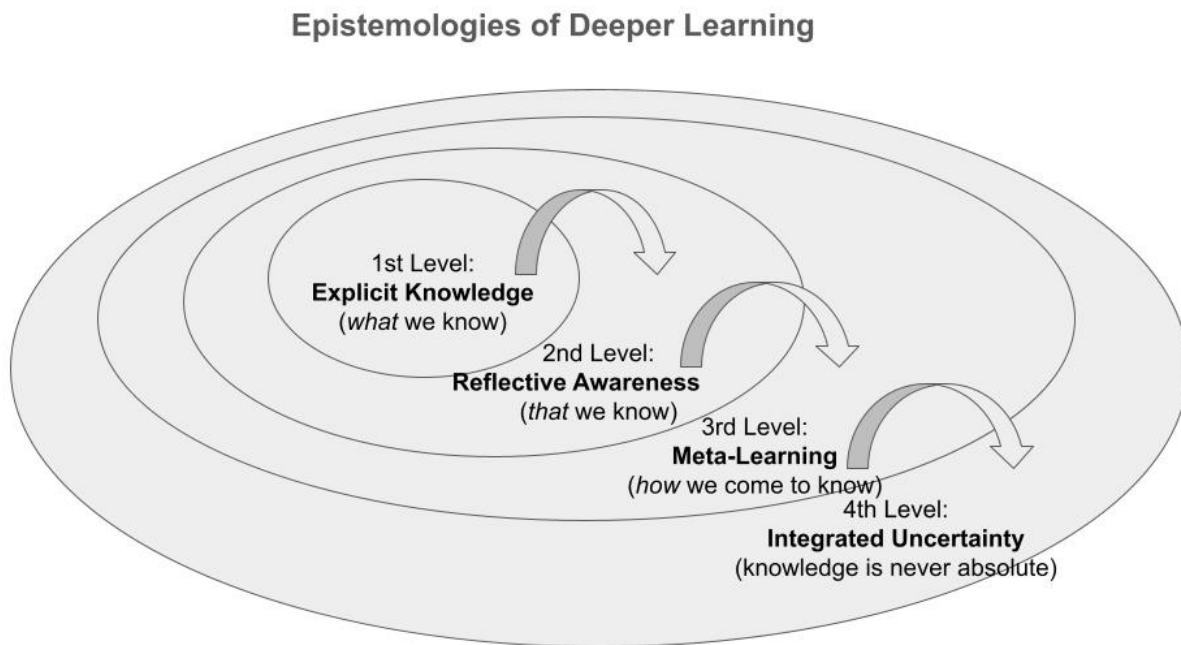 Epistemologies of Deeper Learning
1st Level:
Explicit Knowledge
(what we know)
2nd Level:
Reflective Awareness
(that we know)
3rd Level:
Meta-Learning
(how we come to know)
4th Level:
Integrated Uncertainty
(knowledge is never absolute)